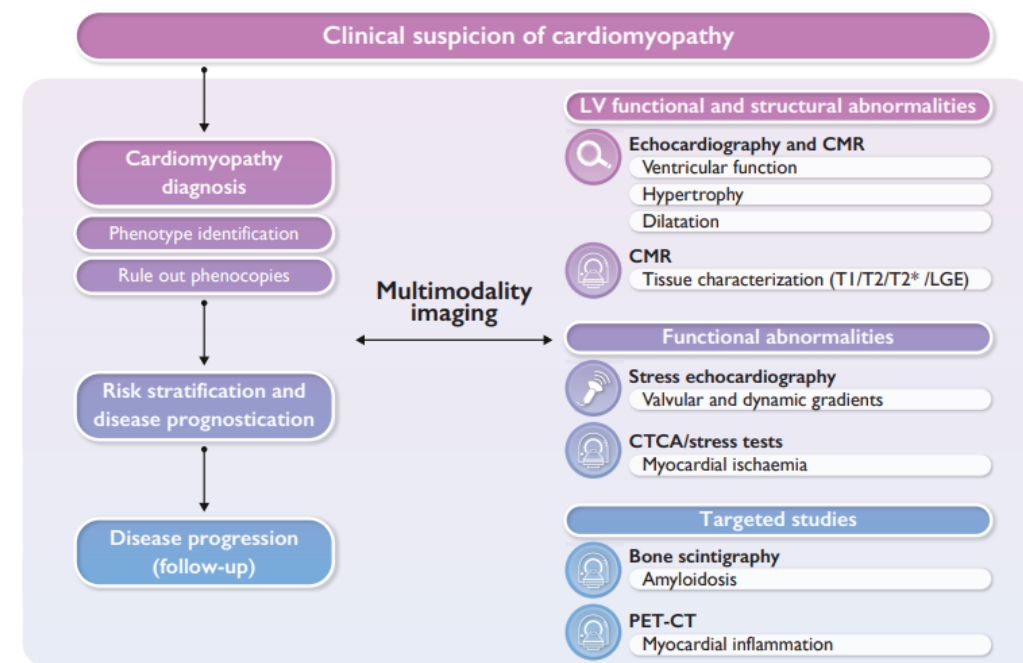 Clinical suspicion of cardiomyopathy
Cardiomyopathy
diagnosis
Phenotype identification
Rule out phenocopies
Risk stratification and
disease prognostication
Disease progression
(follow-up)
Multimodality
imaging
LV functional and structural abnormalities
Echocardiography and CMR
Ventricular function
Hypertrophy
Dilatation
CMR
Tissue characterization (T1/T2/T2* /LGE)
Functional abnormalities
Stress echocardiography
Valvular and dynamic gradients
CTCA/stress tests
Myocardial ischaemia
Targeted studies
Bone scintigraphy
Amyloidosis
PET-CT
Myocardial inflammation